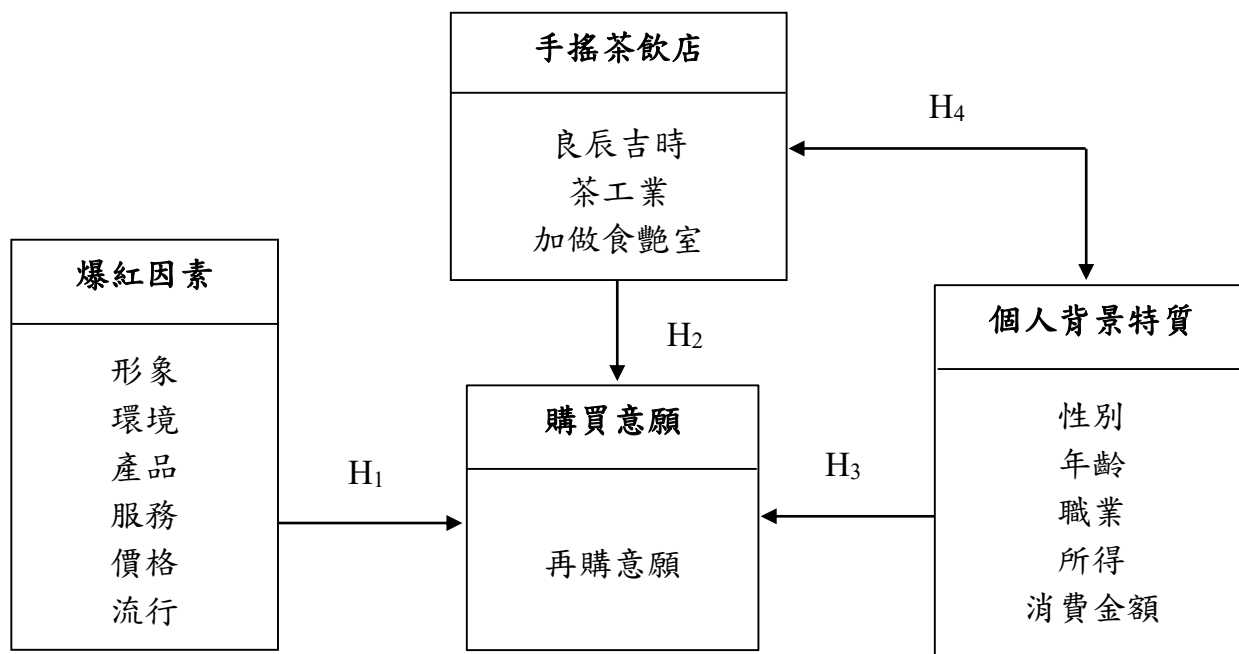 手搖茶飲店
良辰吉時
茶工業
加做食艷室
H₄
爆紅因素
形象
環境
產品
服務
價格
流行
H₁
H₂
購買意願
再購意願
H₃
個人背景特質
性別
年齡
職業
所得
消費金額